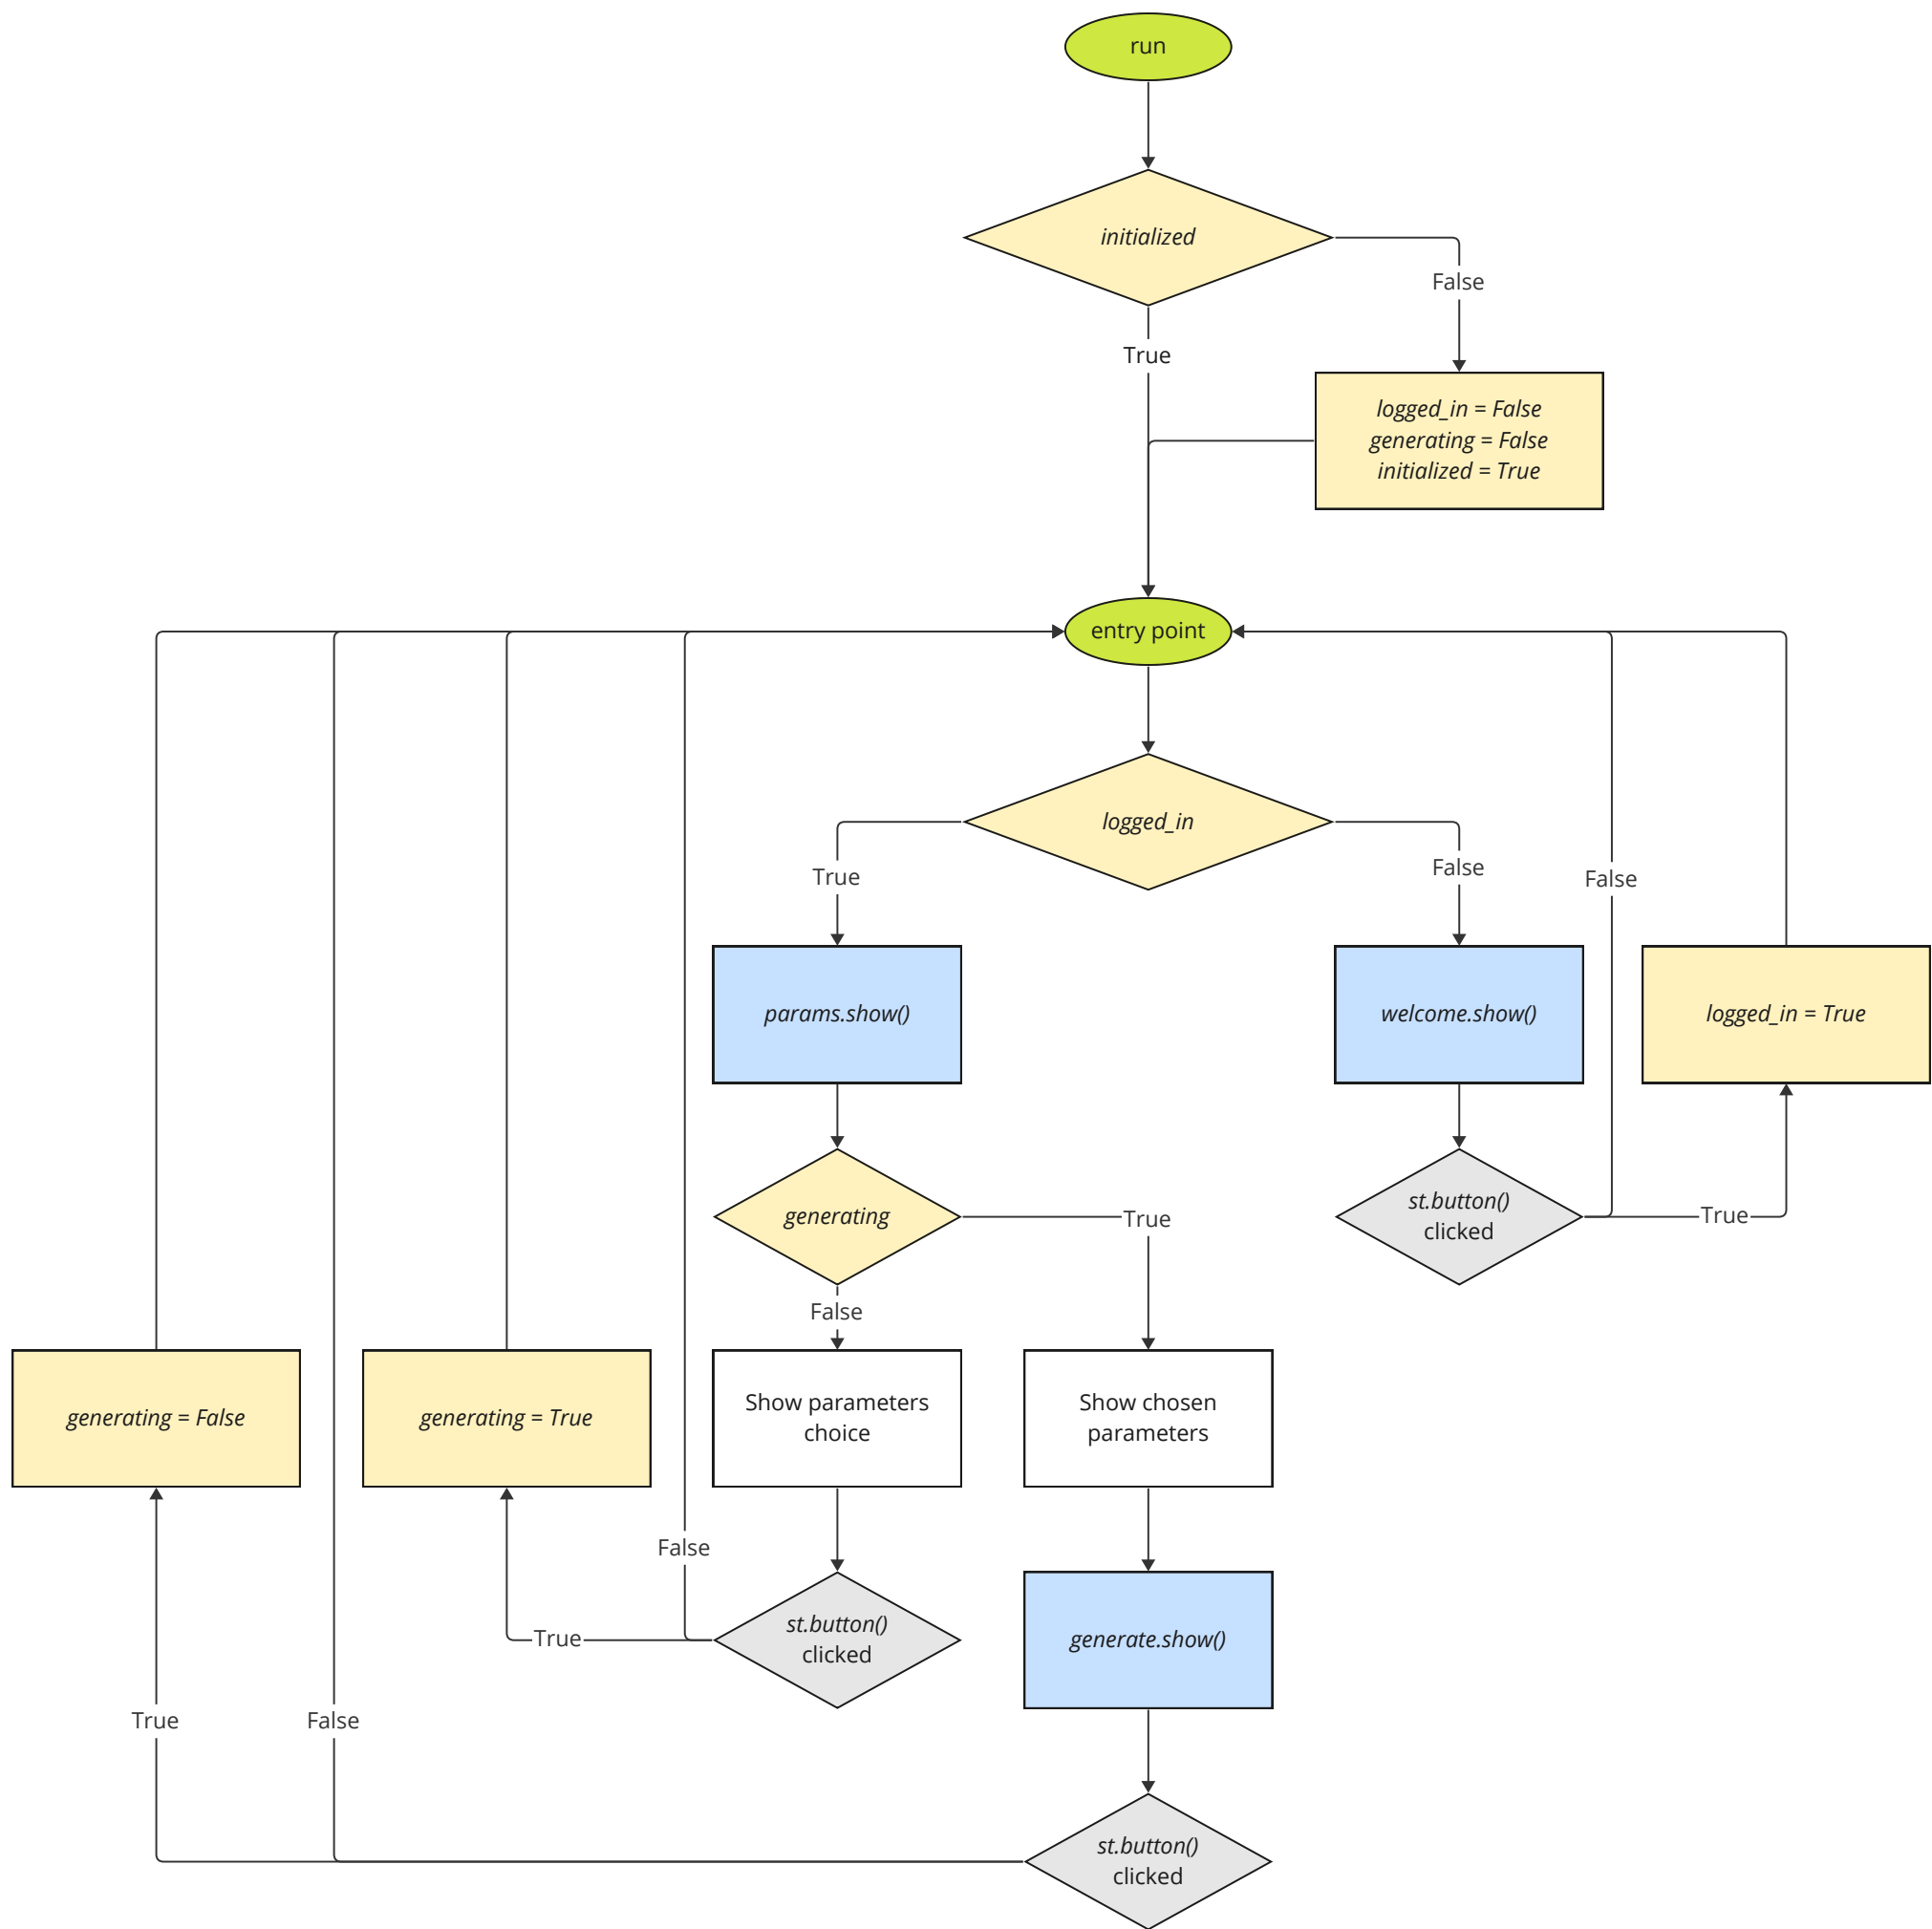 run
initialized
False
True
logged_in = False
generating = False
initialized = True
entry point
logged_in
True
False
False
params.show()
welcome.show()
logged_in = True
generating
True
st.button()
clicked
True
False
generating = False
generating = True
Show parameters
choice
Show chosen
parameters
False
st.button()
clicked
True
generate.show()
True
False
st.button()
clicked